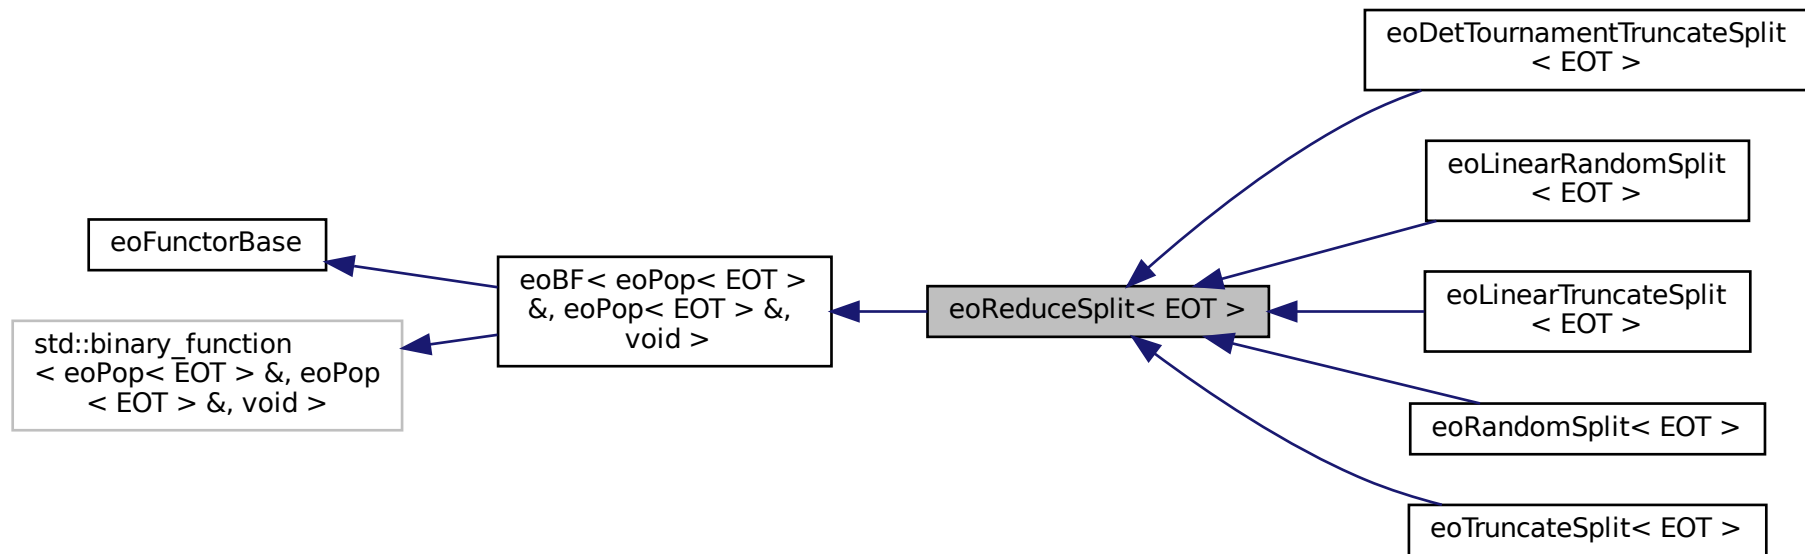 eoFunctorBase
std::binary_function
< eoPop< EOT > &, eoPop
< EOT > &, void >
eoBF< eoPop< EOT >
&, eoPop< EOT > &,
void >
eoReduceSplit< EOT >
eoDetTournamentTruncateSplit
< EOT >
eoLinearRandomSplit
< EOT >
eoLinearTruncateSplit
< EOT >
eoRandomSplit< EOT >
eoTruncateSplit< EOT >